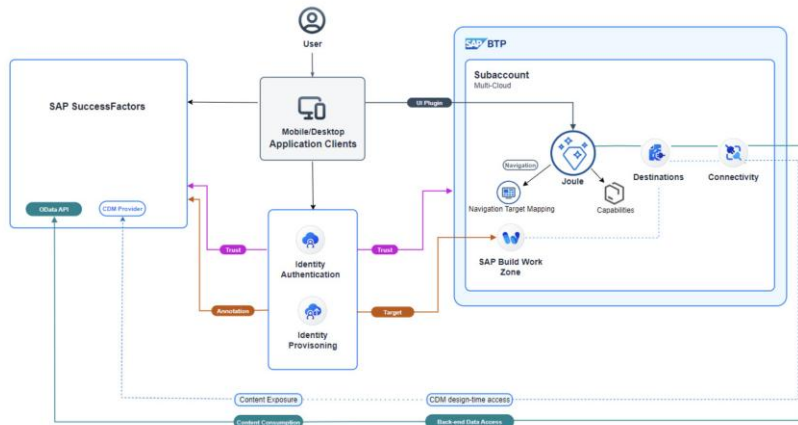 User
SAP BTP
Subaccount
Multi-Cloud
SAP SuccessFactors
Mobile/Desktop
Application Clients
UI Plugin
Navigation
Joule
Destinations
Connectivity
Navigation Target Mapping
Capabilities
OData API
CDM Provider
Trust
Identity
Authentication
Trust
SAP Build Work
Zone
Annotation
Identity
Provisoning
Target
Content Exposure
CDM design-time access
Content Consumption
Back-end Data Access